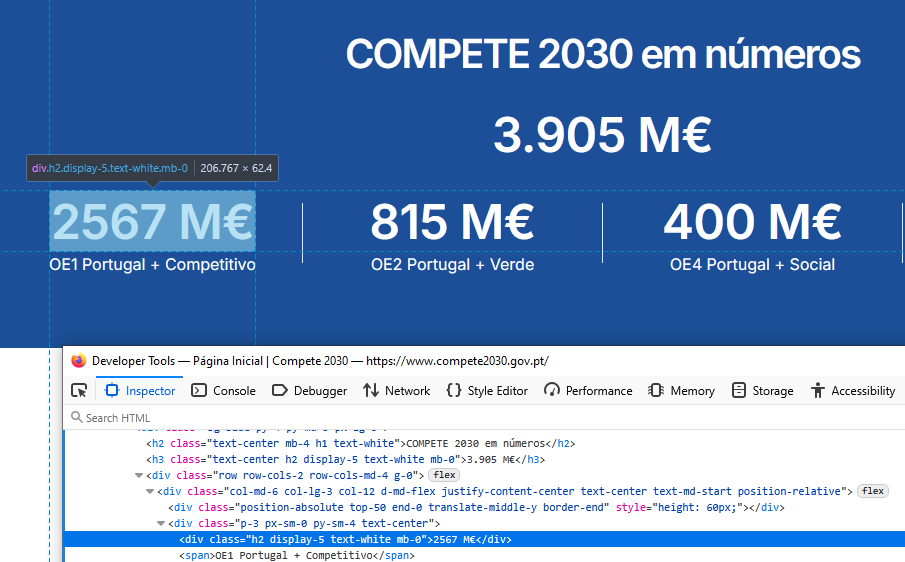 COMPETE 2030 em números
3.905 M€
div.h2.display-5.text-white.mb-0 206.767 × 62.4
2567 M€ 815 M€ 400 M€
OE1 Portugal + Competitivo OE2 Portugal + Verde OE4 Portugal + Social
Developer Tools — Página Inicial | Compete 2030 — https://www.compete2030.gov.pt/
Inspector Console Debugger Network Style Editor Performance Memory Storage Accessibility
Search HTML
<h2 class="text-center mb-4 h1 text-white">COMPETE 2030 em números</h2>
<h3 class="text-center h2 display-5 text-white mb-0">3.905 M€</h3>
<div class="row row-cols-2 row-cols-md-4 g-0"> flex
<div class="col-md-6 col-lg-3 col-12 d-md-flex justify-content-center text-center text-md-start position-relative"> flex
<div class="position-absolute top-50 end-0 translate-middle-y border-end" style="height: 60px;"></div>
<div class="p-3 px-sm-0 py-sm-4 text-center">
<div class="h2 display-5 text-white mb-0">2567 M€</div>
<span>OE1 Portugal + Competitivo</span>